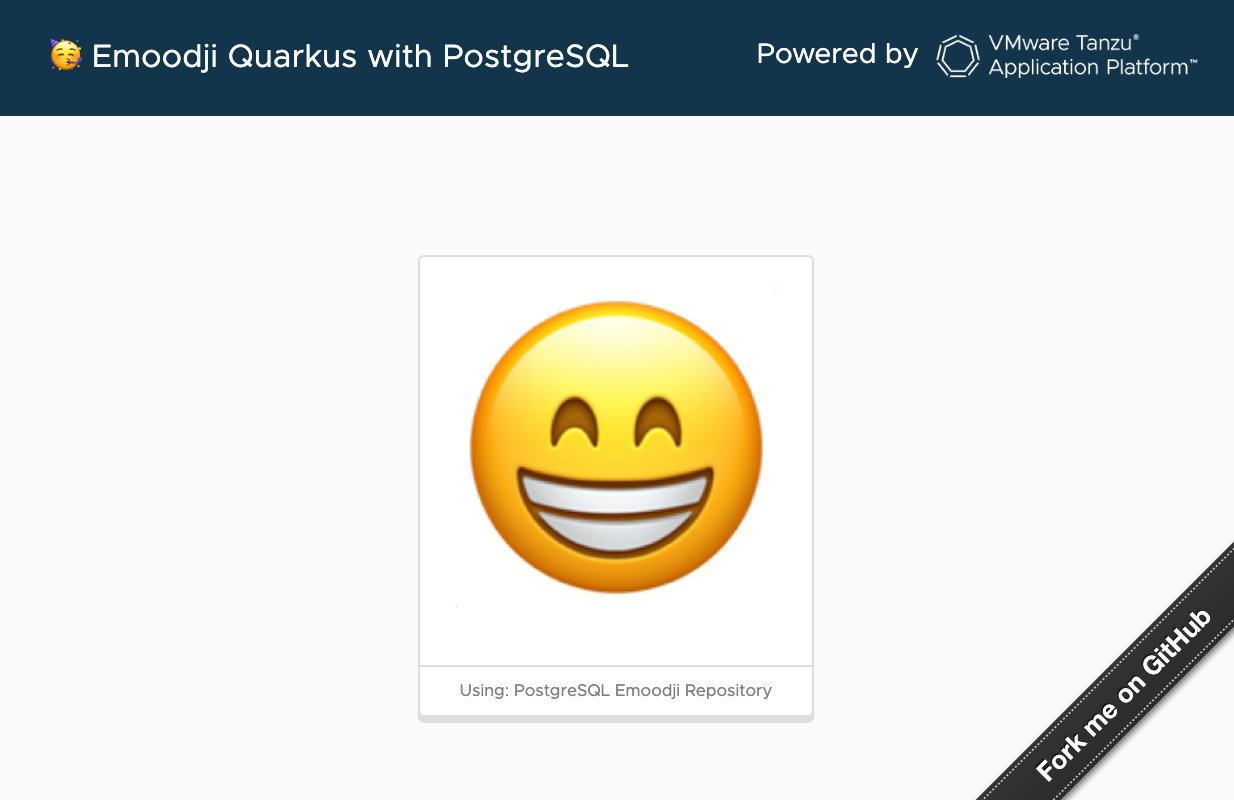 🥳 Emoodji Quarkus with PostgreSQL
Powered by
VMware Tanzu®
Application Platform™
Using: PostgreSQL Emoodji Repository
Fork me on GitHub